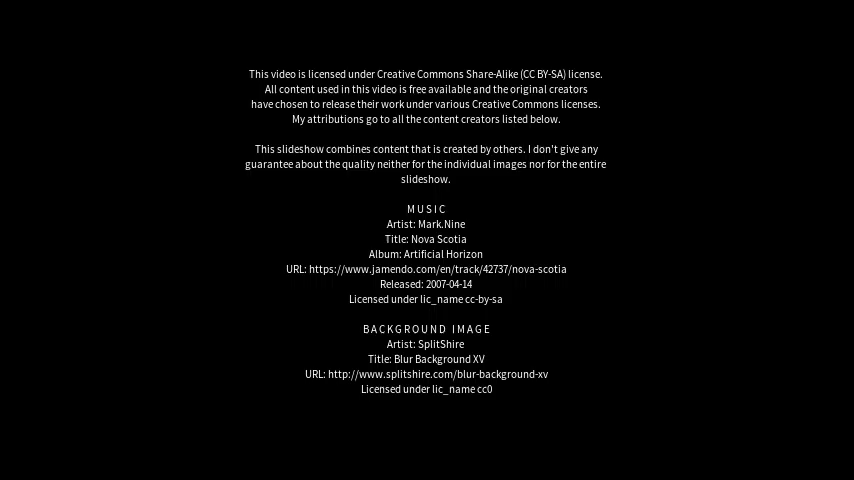 This video is licensed under Creative Commons Share-Alike (CC BY-SA) license.
All content used in this video is free available and the original creators
have chosen to release their work under various Creative Commons licenses.
My attributions go to all the content creators listed below.
This slideshow combines content that is created by others. I don't give any
guarantee about the quality neither for the individual images nor for the entire
slideshow.
MUSIC
Artist: Mark.Nine
Title: Nova Scotia
Album: Artificial Horizon
URL: https://www.jamendo.com/en/track/42737/nova-scotia
Released: 2007-04-14
Licensed under lic_name cc-by-sa
BACKGROUND IMAGE
Artist: SplitShire
Title: Blur Background XV
URL: http://www.splitshire.com/blur-background-xv
Licensed under lic_name cc0